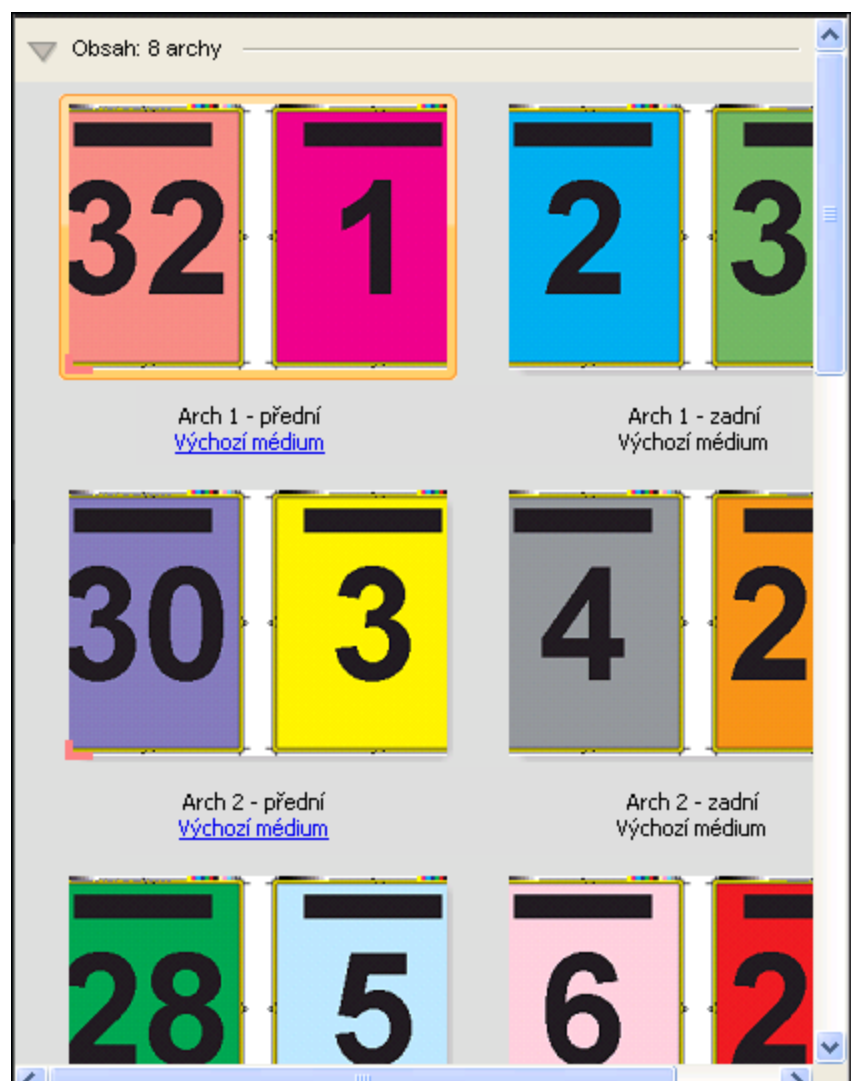 Obsah: 8 archy
32 1 2 3
Arch 1 - přední Arch 1 - zadní
Výchozí médium Výchozí médium
30 3 4 2
Arch 2 - přední Arch 2 - zadní
Výchozí médium Výchozí médium
28 5 6 2